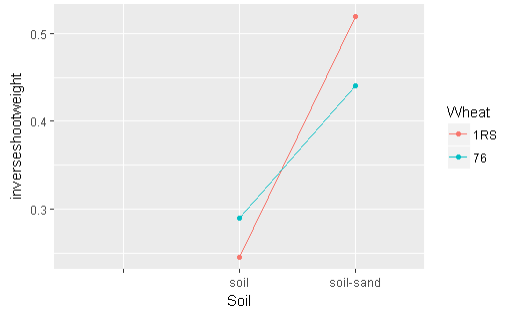 inverseshootweight
0.5
0.4
0.3
soil
soil-sand
Soil
Wheat
1RS
76